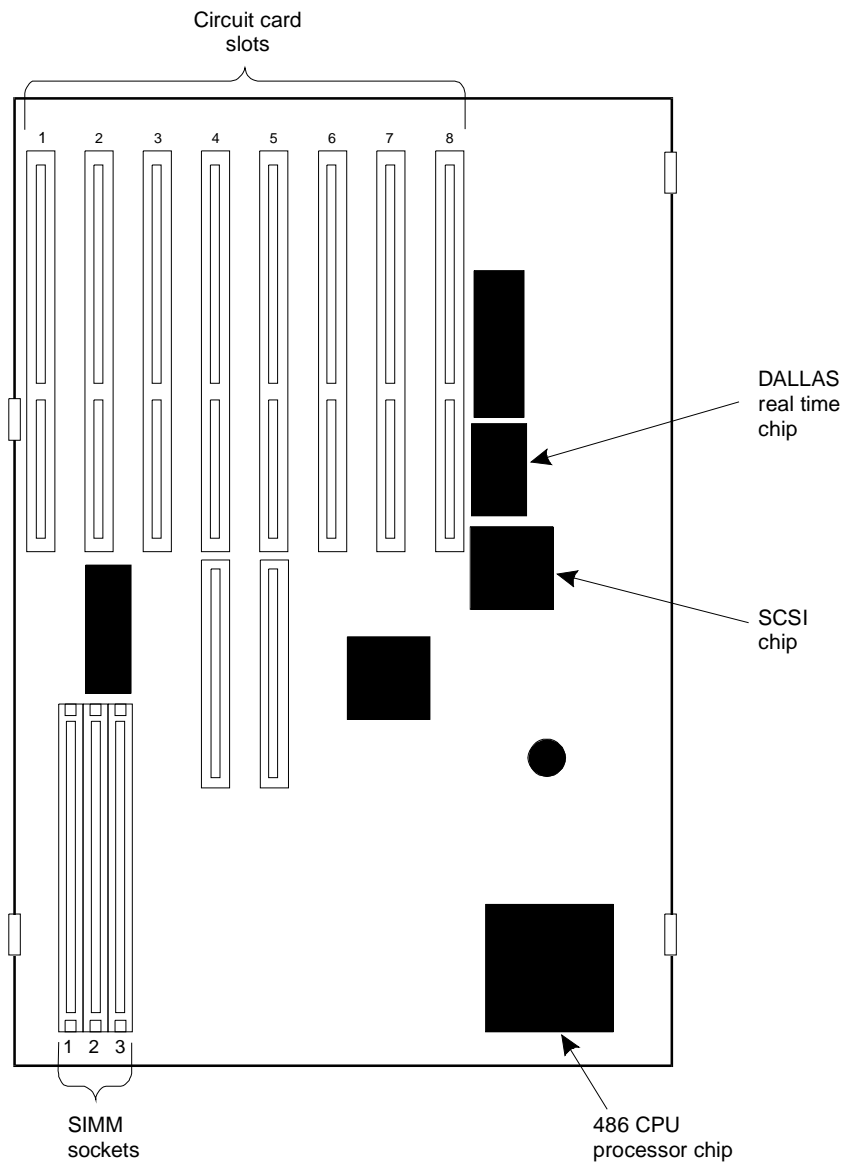 Circuit card
slots
1 2 3 4 5 6 7 8
DALLAS
real time
chip
SCSI
chip
1 2 3
SIMM
sockets
486 CPU
processor chip